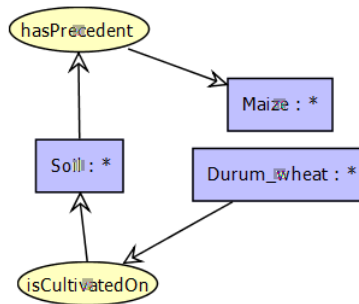 hasPrecedent
Maize : *
Soil : *
Durum_wheat : *
isCultivatedOn